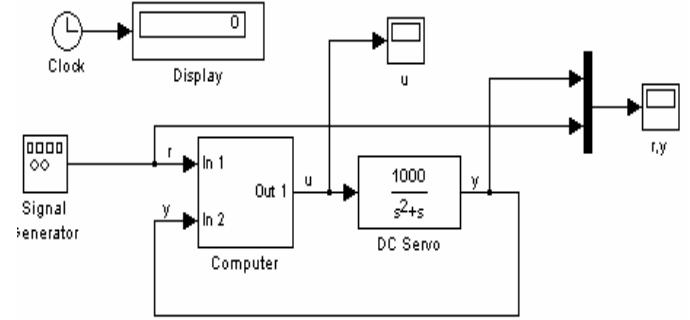 0
Clock
Display
u
r,y
Signal
Generator
r
y
In 1
In 2
Out 1
Computer
u
1000
s²+s
DC Servo
y